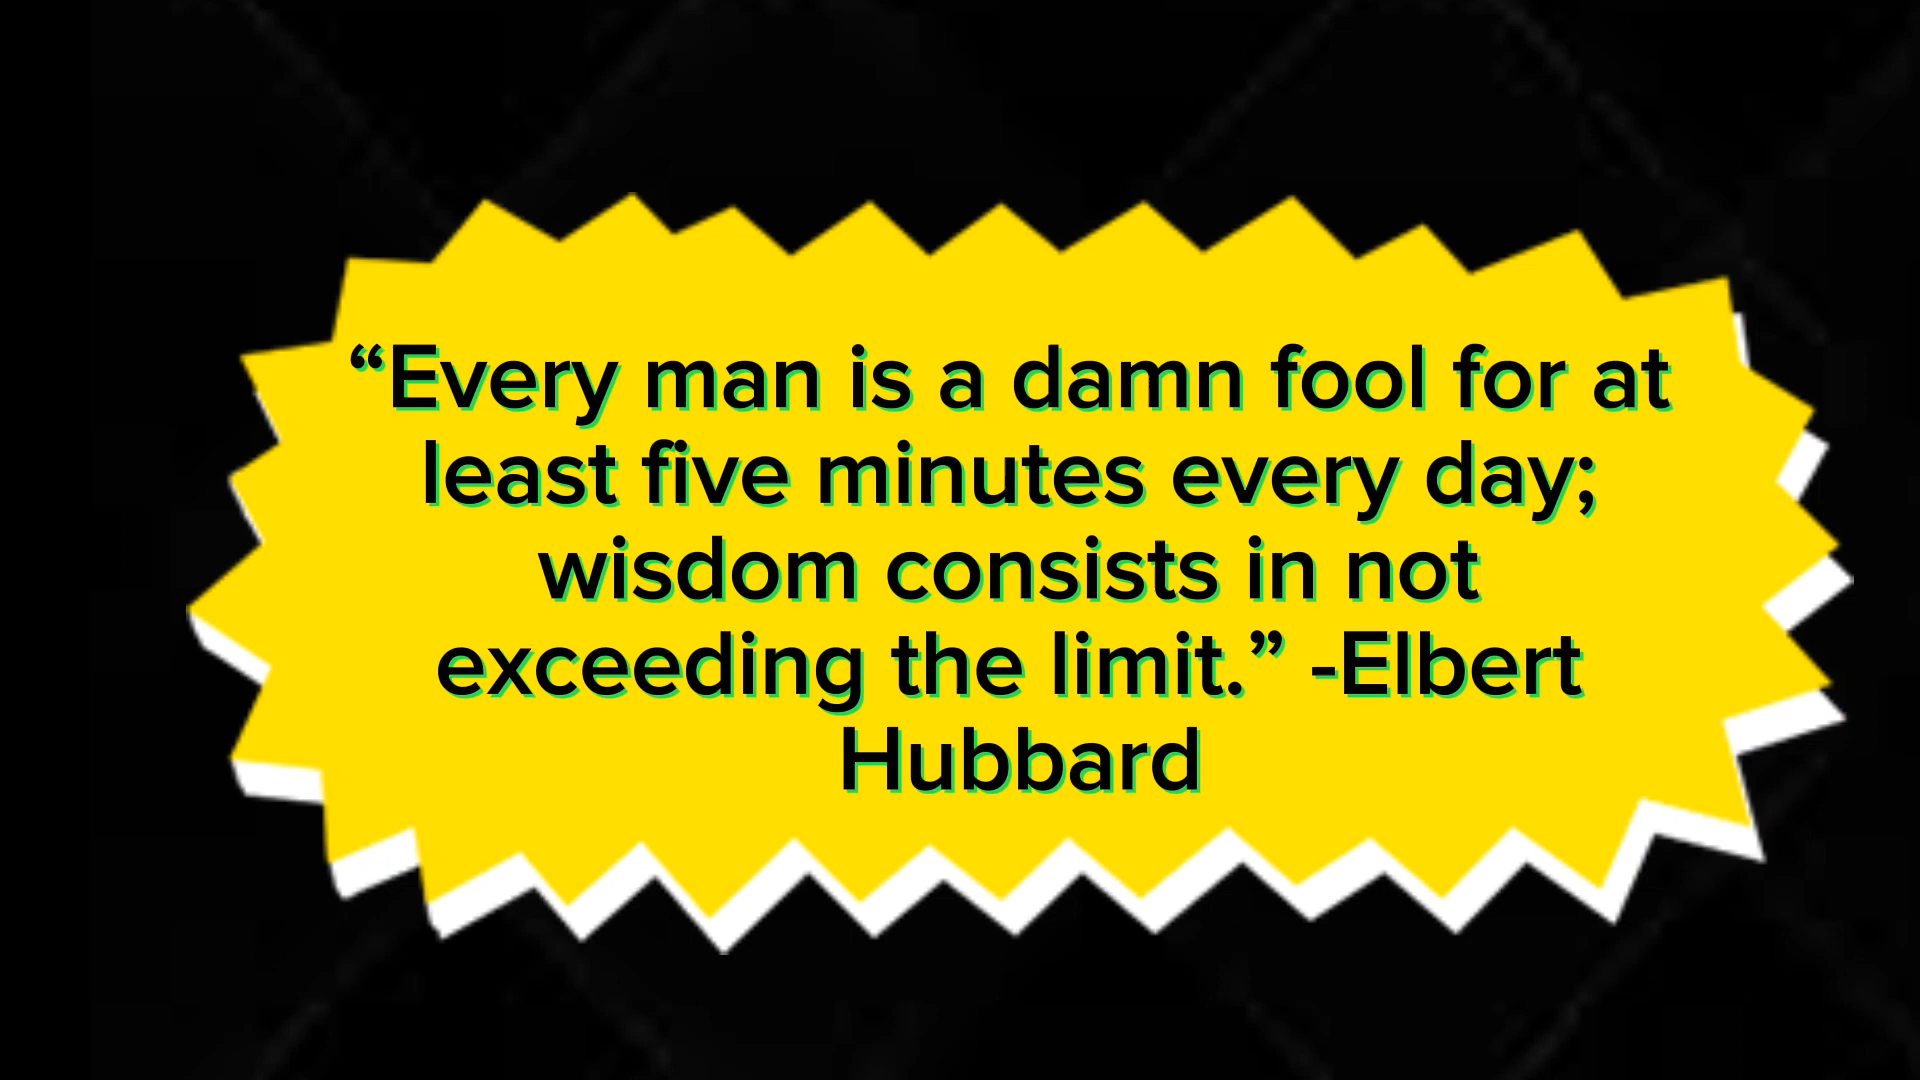 “Every man is a damn fool for at
least five minutes every day;
wisdom consists in not
exceeding the limit.” -Elbert
Hubbard